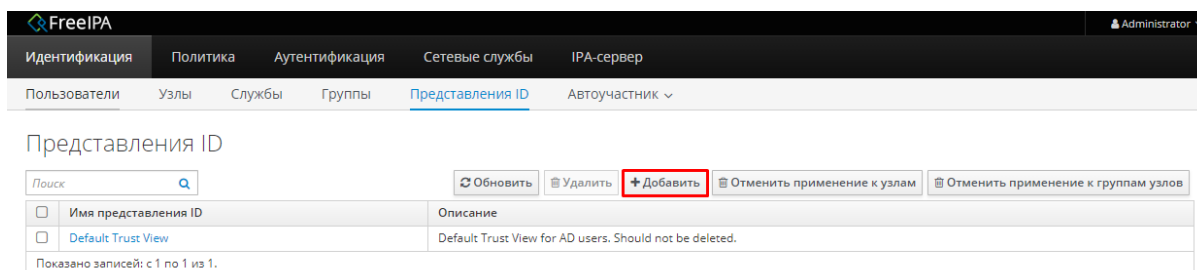 FreeIPA Administrator
Идентификация Политика Аутентификация Сетевые службы IPA-сервер
Пользователи Узлы Службы Группы Представления ID Автоучастник
Представления ID
Поиск Обновить Удалить + Добавить Отменить применение к узлам Отменить применение к группам узлов
Имя представления ID Описание
Default Trust View Default Trust View for AD users. Should not be deleted.
Показано записей: с 1 по 1 из 1.